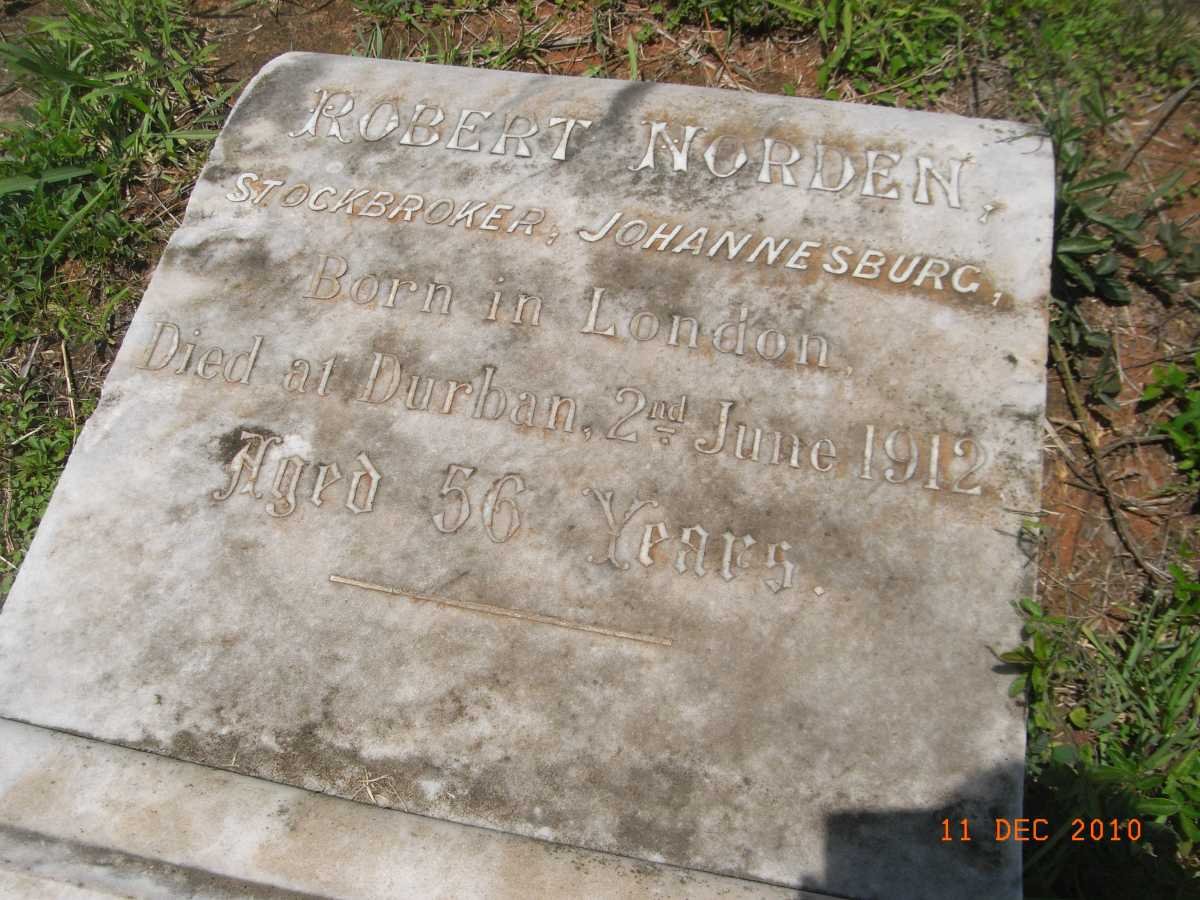 ROBERT NORDEN,
STOCKBROKER, JOHANNESBURG,
Born in London,
Died at Durban, 2nd June 1912.
Aged 56 Years.
11 DEC 2010